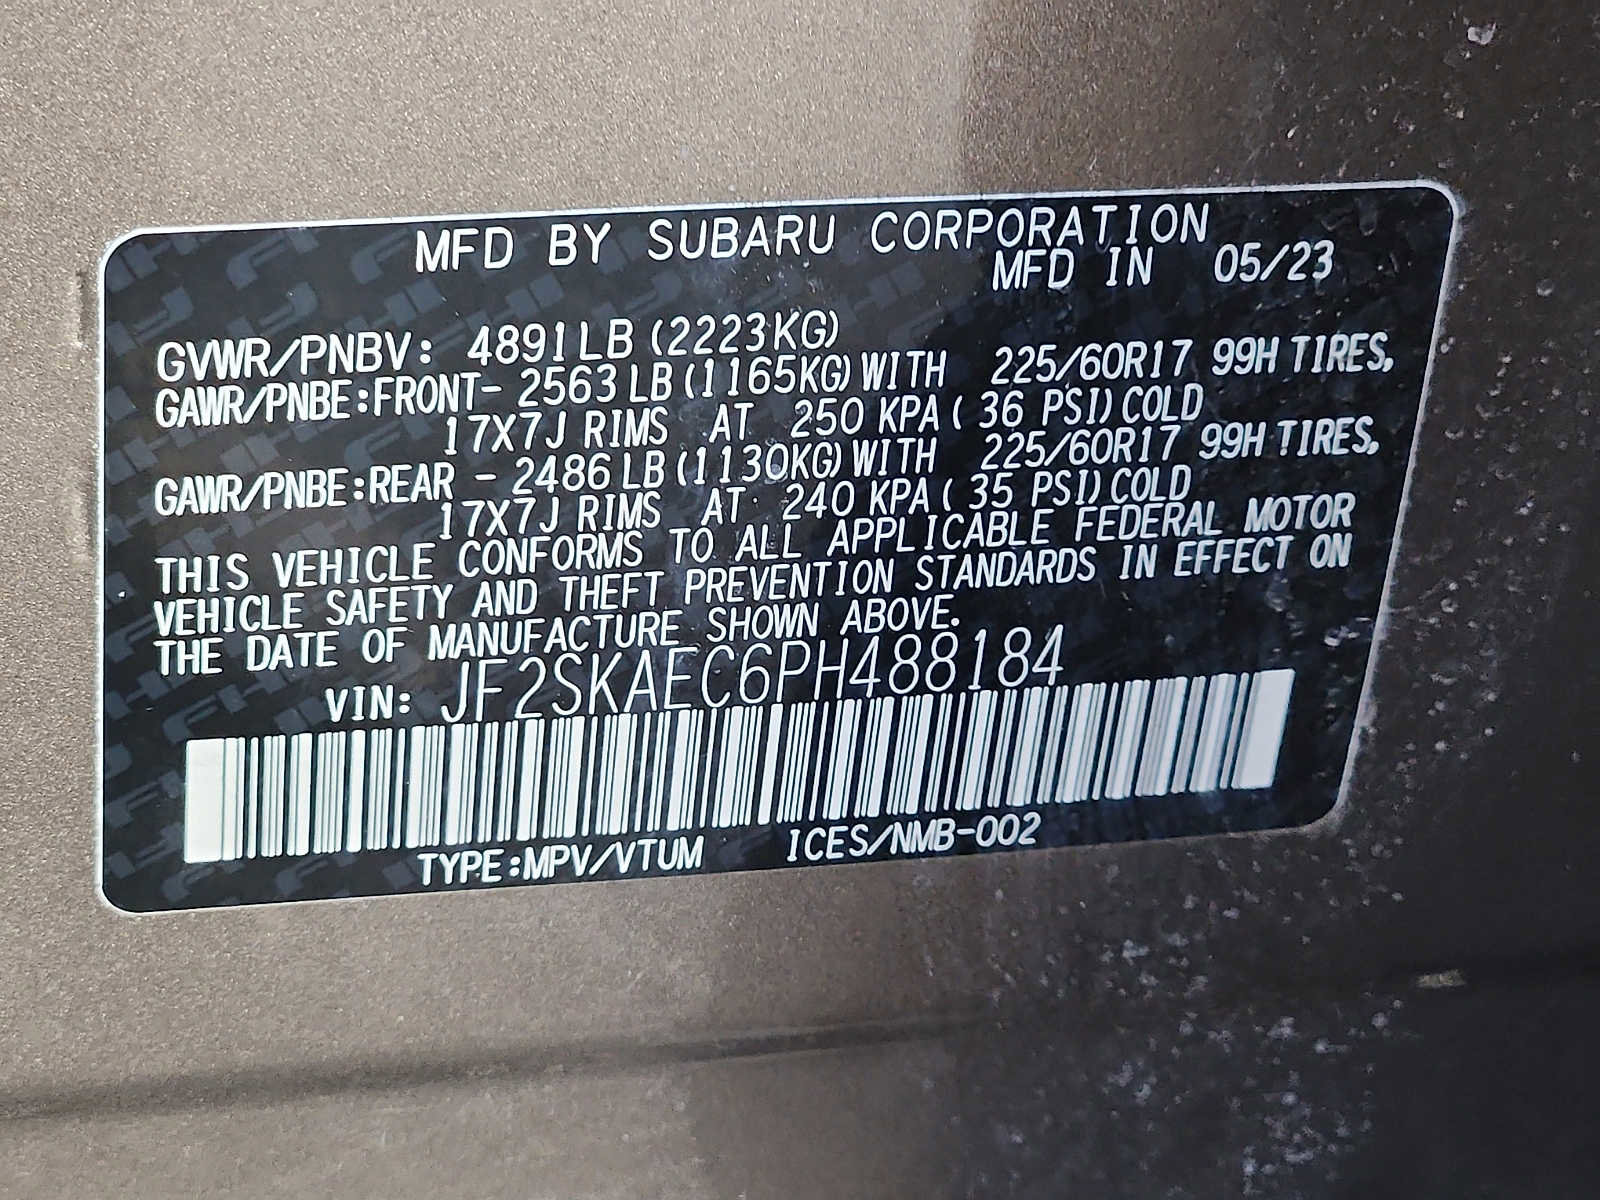 MFD BY SUBARU CORPORATION
MFD IN 05/23
GVWR/PNBV: 4891LB (2223KG)
GAWR/PNBE:FRONT- 2563 LB (1165KG) WITH 225/60R17 99H TIRES,
17X7J RIMS AT 250 KPA ( 36 PSI) COLD
GAWR/PNBE:REAR - 2486 LB (1130KG) WITH 225/60R17 99H TIRES,
17X7J RIMS AT 240 KPA ( 35 PSI) COLD
THIS VEHICLE CONFORMS TO ALL APPLICABLE FEDERAL MOTOR
VEHICLE SAFETY AND THEFT PREVENTION STANDARDS IN EFFECT ON
THE DATE OF MANUFACTURE SHOWN ABOVE.
VIN: JF2SKAEC6PH488184
TYPE:MPV/VTUM ICES/NMB-002